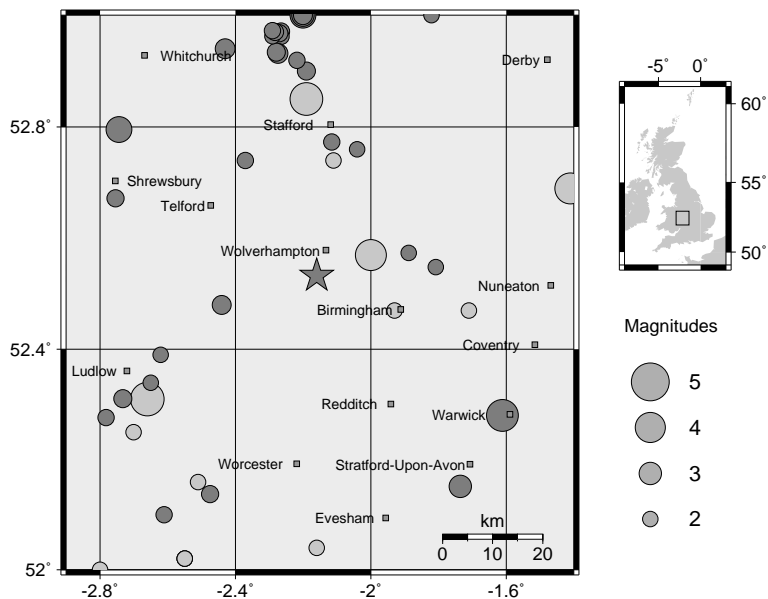 Whitchurch
Derby
52.8˚
Stafford
Shrewsbury
Telford
Wolverhampton
Nuneaton
Birmingham
Coventry
52.4˚
Ludlow
Redditch
Warwick
Worcester
Stratford-Upon-Avon
Evesham
km
0 10 20
52˚
-2.8˚ -2.4˚ -2˚ -1.6˚
-5˚ 0˚
60˚
55˚
50˚
Magnitudes
5
4
3
2